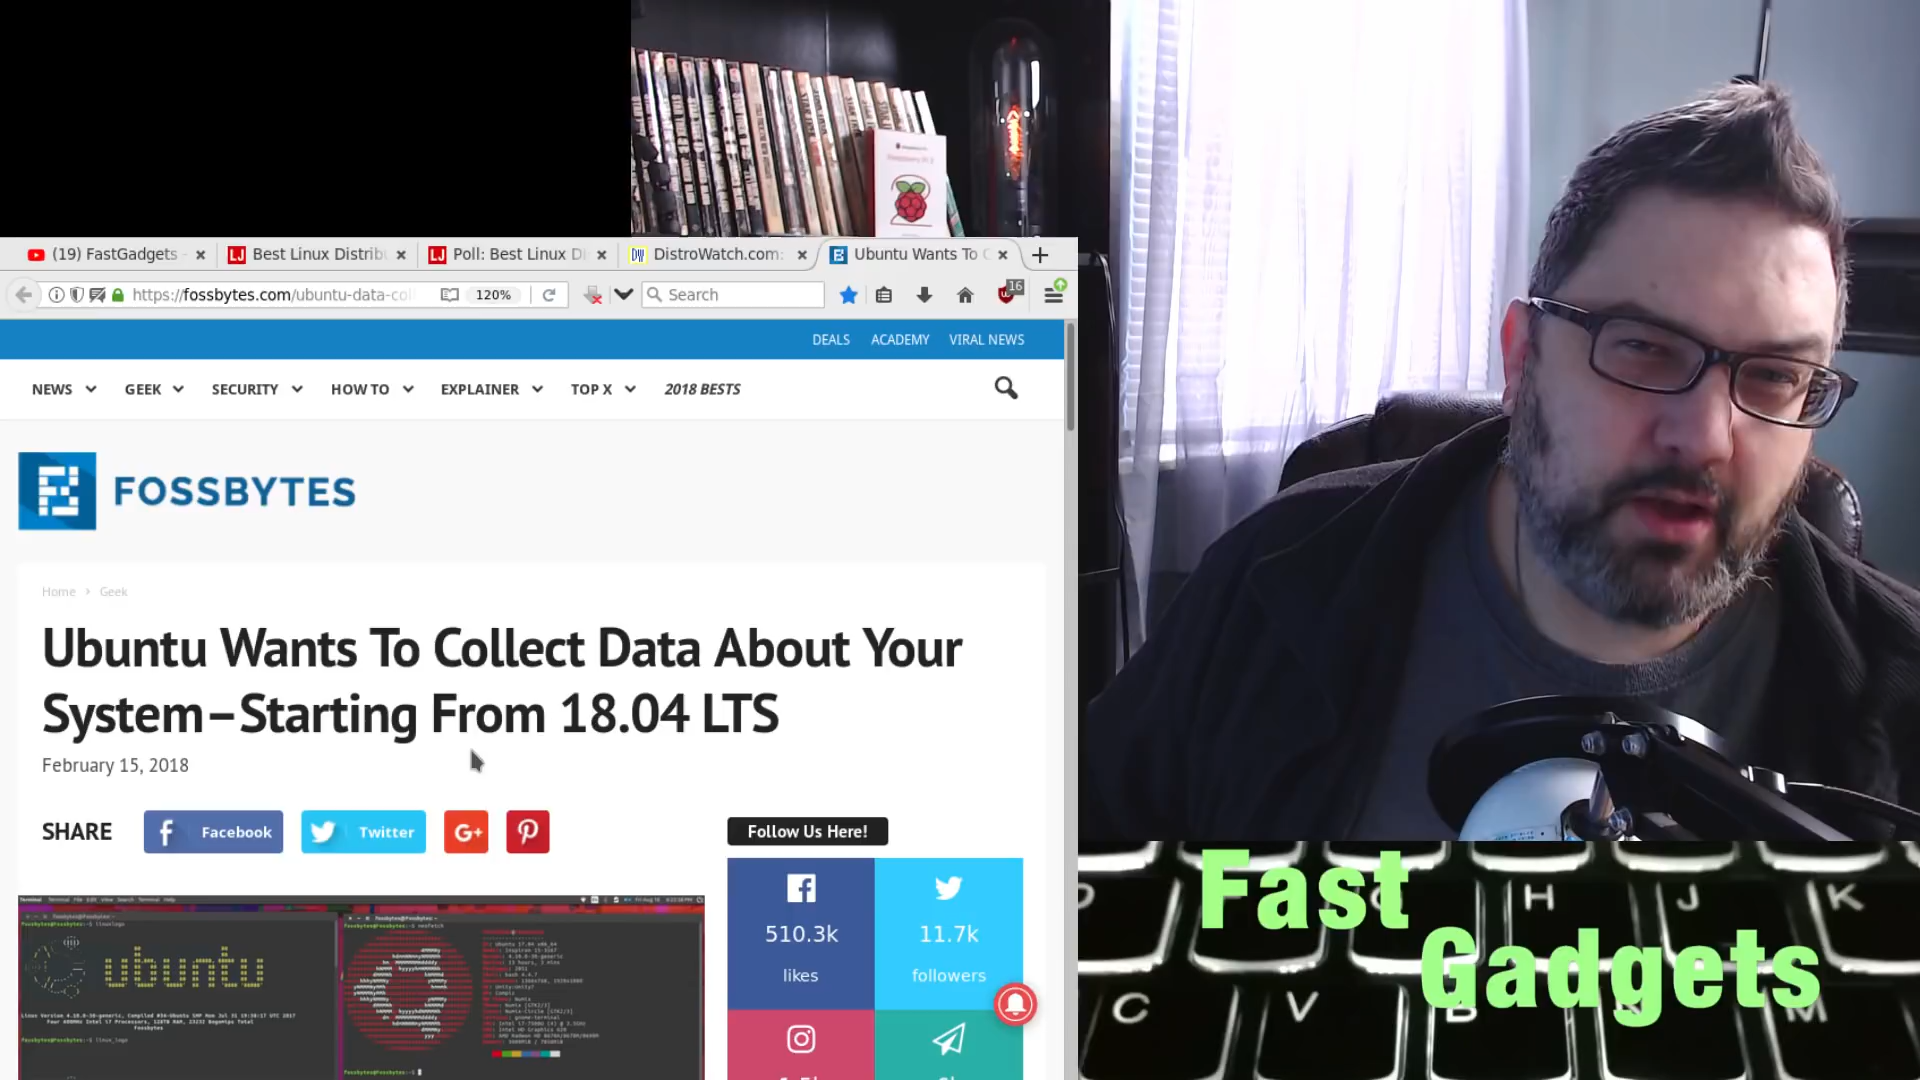 (19) FastGadgets -
Best Linux Distribu
Poll: Best Linux Di
DistroWatch.com:
Ubuntu Wants To C
https://fossbytes.com/ubuntu-data-col
120%
Search
16
DEALS
ACADEMY
VIRAL NEWS
NEWS
GEEK
SECURITY
HOW TO
EXPLAINER
TOP X
2018 BESTS
FOSSBYTES
Home > Geek
Ubuntu Wants To Collect Data About Your
System–Starting From 18.04 LTS
February 15, 2018
SHARE
Facebook
Twitter
G+
Follow Us Here!
510.3k
likes
11.7k
followers
ubuntu
Fast
Gadgets
H
J
K
C
V
B
M